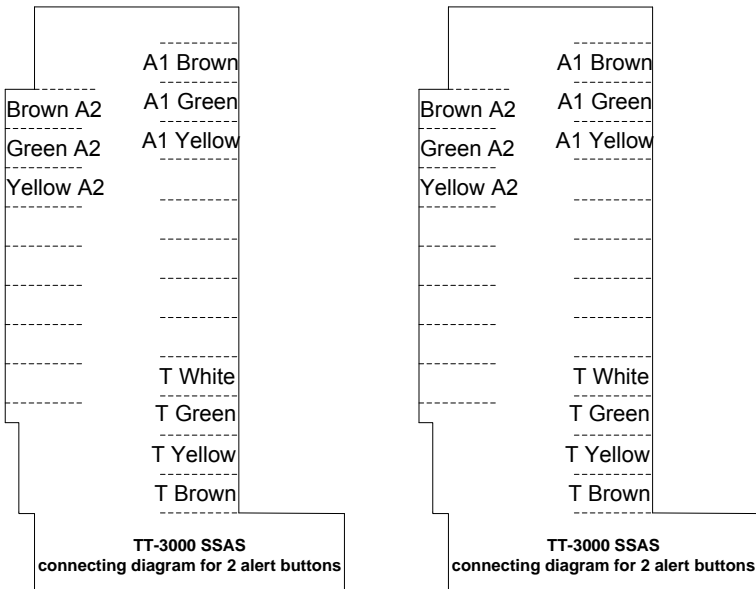 A1 Brown
A1 Green
A1 Yellow
Brown A2
Green A2
Yellow A2
T White
T Green
T Yellow
T Brown
TT-3000 SSAS
connecting diagram for 2 alert buttons
A1 Brown
A1 Green
A1 Yellow
Brown A2
Green A2
Yellow A2
T White
T Green
T Yellow
T Brown
TT-3000 SSAS
connecting diagram for 2 alert buttons